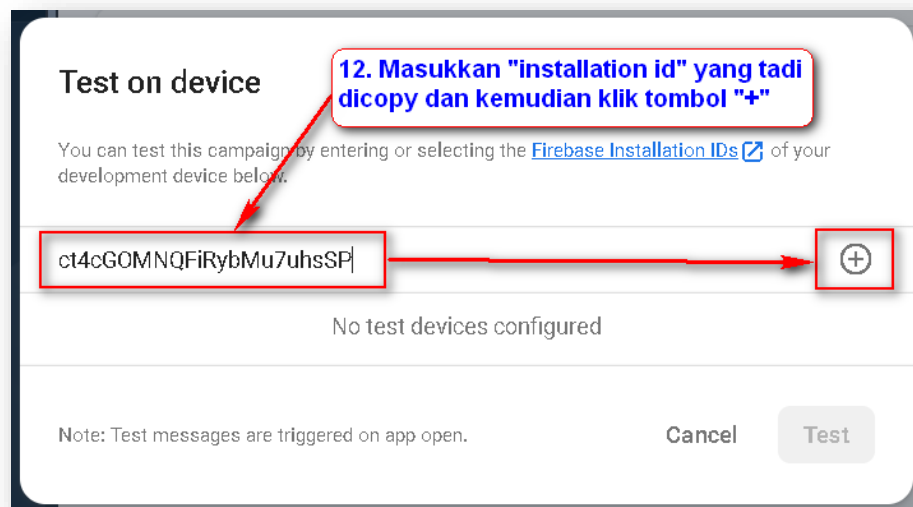 Test on device
12. Masukkan "installation id" yang tadi
dicopy dan kemudian klik tombol "+"
You can test this campaign by entering or selecting the Firebase Installation IDs of your
development device below.
ct4cGOMNQFiRybMu7uhsSP
No test devices configured
Note: Test messages are triggered on app open.
Cancel
Test